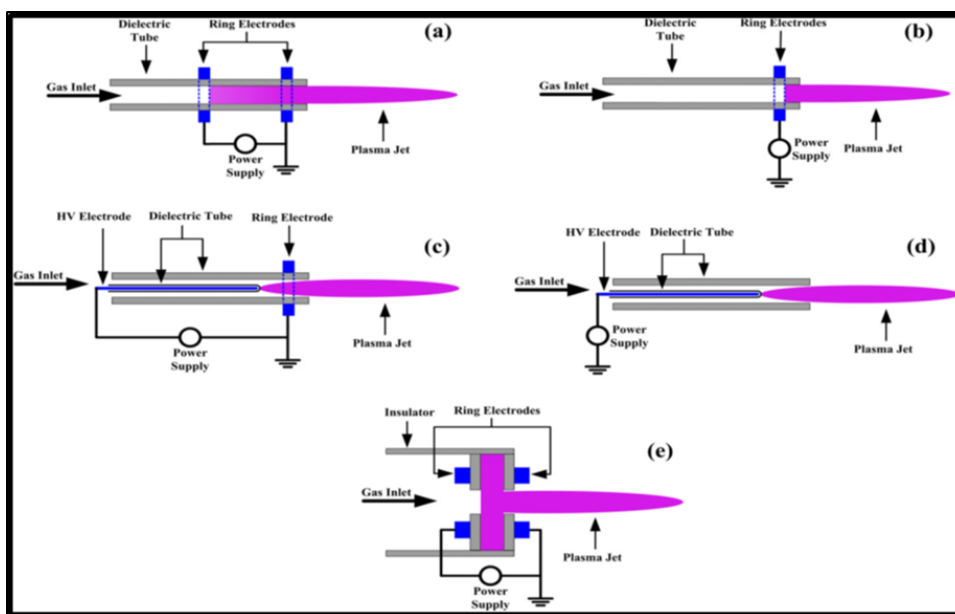 Dielectric
Tube
Ring Electrodes
(a)
Gas Inlet
Power
Supply
Plasma Jet
Dielectric
Tube
Ring
Electrodes
(b)
Gas Inlet
Power
Supply
Plasma Jet
HV Electrode
Dielectric Tube
Ring Electrode
(c)
Gas Inlet
Power
Supply
Plasma Jet
HV Electrode
Dielectric Tube
(d)
Gas Inlet
Power
Supply
Plasma Jet
Insulator
Ring Electrodes
(e)
Gas Inlet
Power
Supply
Plasma Jet